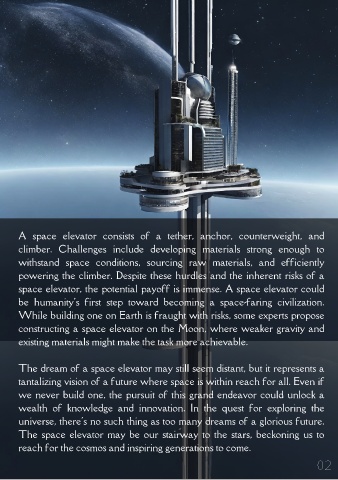 A space elevator consists of a tether, anchor, counterweight, and
climber. Challenges include developing materials strong enough to
withstand space conditions, sourcing raw materials, and efficiently
powering the climber. Despite these hurdles and the inherent risks of a
space elevator, the potential payoff is immense. A space elevator could
be humanity's first step toward becoming a space-faring civilization.
While building one on Earth is fraught with risks, some experts propose
constructing a space elevator on the Moon, where weaker gravity and
existing materials might make the task more achievable.
The dream of a space elevator may still seem distant, but it represents a
tantalizing vision of a future where space is within reach for all. Even if
we never build one, the pursuit of this grand endeavor could unlock a
wealth of knowledge and innovation. In the quest for exploring the
universe, there's no such thing as too many dreams of a glorious future.
The space elevator may be our stairway to the stars, beckoning us to
reach for the cosmos and inspiring generations to come.
02